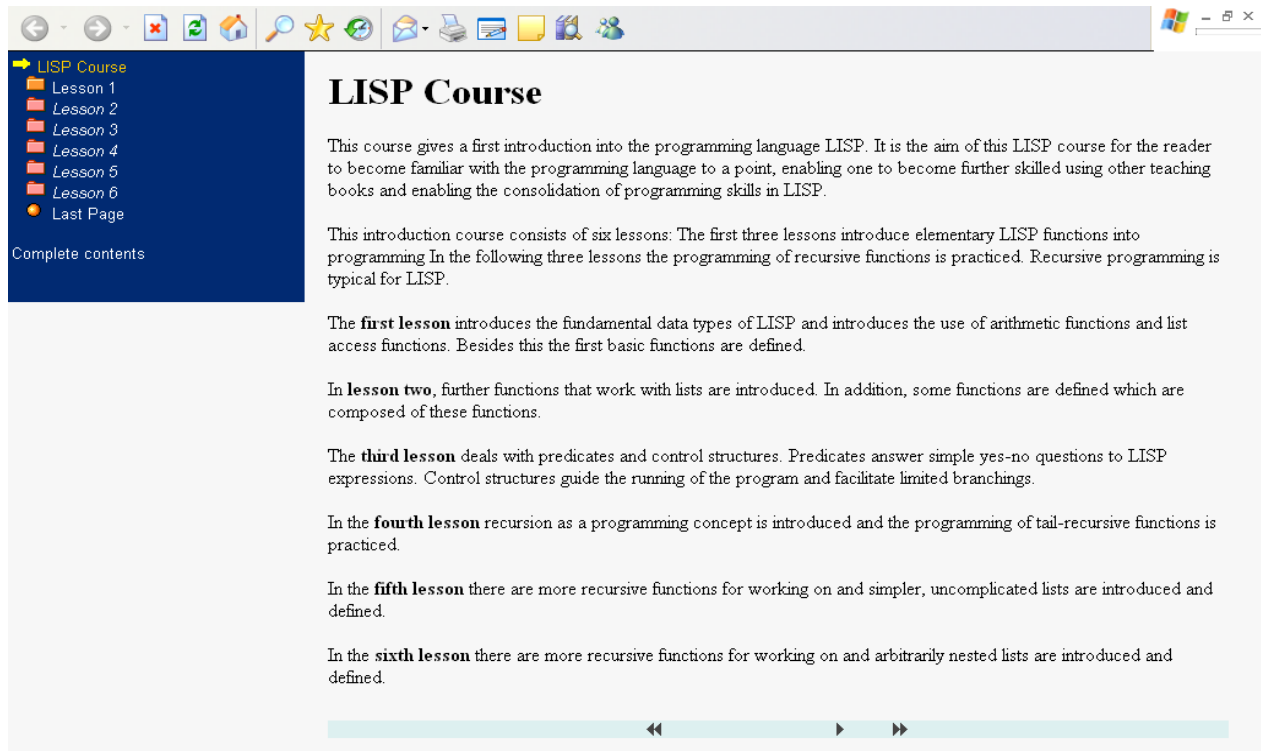 LISP Course
Lesson 1
Lesson 2
Lesson 3
Lesson 4
Lesson 5
Lesson 6
Last Page
Complete contents
LISP Course
This course gives a first introduction into the programming language LISP. It is the aim of this LISP course for the reader
to become familiar with the programming language to a point, enabling one to become further skilled using other teaching
books and enabling the consolidation of programming skills in LISP.
This introduction course consists of six lessons: The first three lessons introduce elementary LISP functions into
programming In the following three lessons the programming of recursive functions is practiced. Recursive programming is
typical for LISP.
The first lesson introduces the fundamental data types of LISP and introduces the use of arithmetic functions and list
access functions. Besides this the first basic functions are defined.
In lesson two, further functions that work with lists are introduced. In addition, some functions are defined which are
composed of these functions.
The third lesson deals with predicates and control structures. Predicates answer simple yes-no questions to LISP
expressions. Control structures guide the running of the program and facilitate limited branchings.
In the fourth lesson recursion as a programming concept is introduced and the programming of tail-recursive functions is
practiced.
In the fifth lesson there are more recursive functions for working on and simpler, uncomplicated lists are introduced and
defined.
In the sixth lesson there are more recursive functions for working on and arbitrarily nested lists are introduced and
defined.